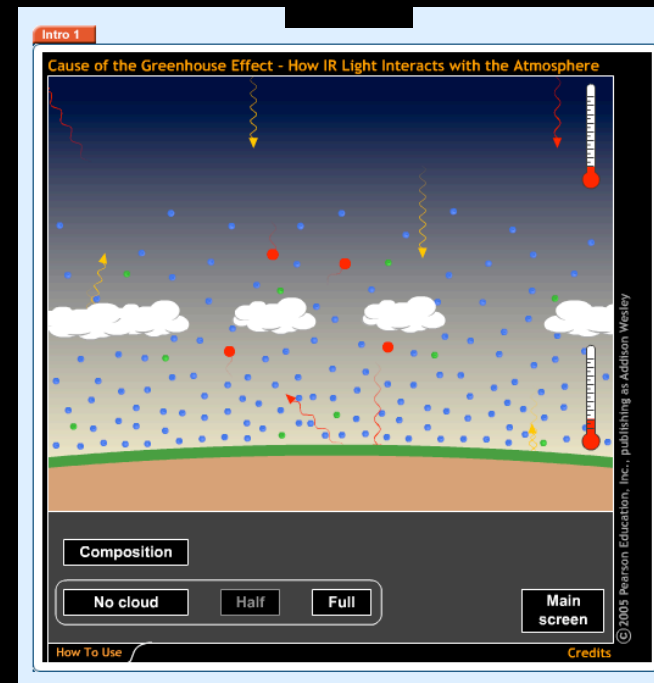 Intro 1
Cause of the Greenhouse Effect - How IR Light Interacts with the Atmosphere
©2005 Pearson Education, Inc., publishing as Addison Wesley
Composition
No cloud
Half
Full
Main
screen
How To Use
Credits